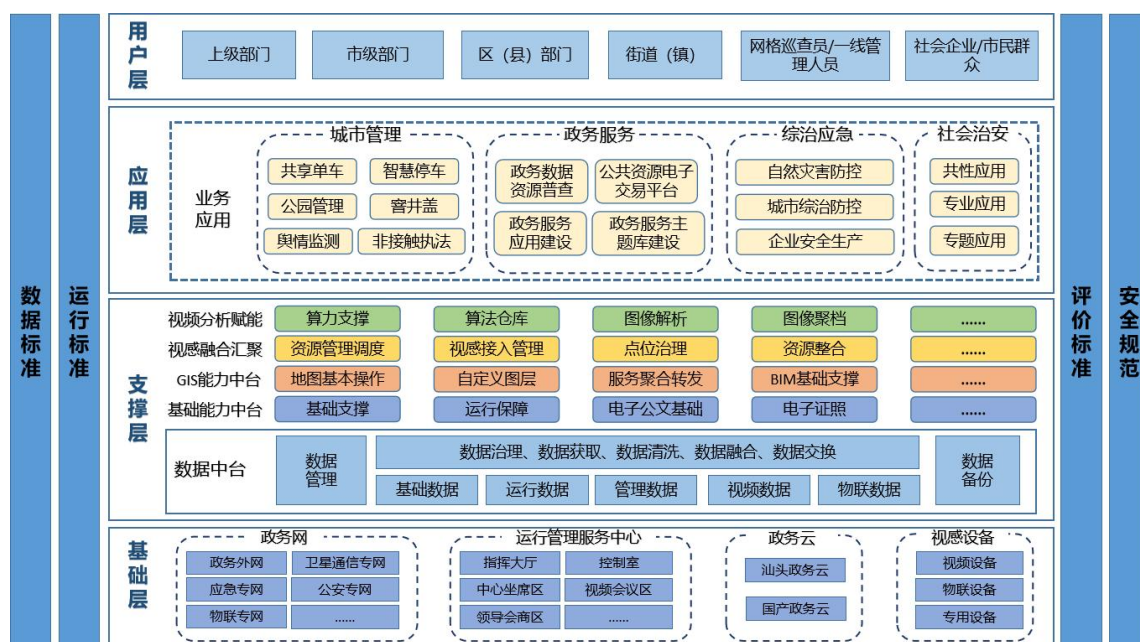 数据标准
运行标准
用户层
上级部门
市级部门
区（县）部门
街道（镇）
网格巡查员/一线管
理人员
社会企业/市民群
众
应用层
业务
应用
城市管理
共享单车
智慧停车
公园管理
窨井盖
舆情监测
非接触执法
政务服务
政务数据
资源普查
公共资源电子
交易平台
政务服务
应用建设
政务服务主
题库建设
综治应急
自然灾害防控
城市综治防控
企业安全生产
社会治安
共性应用
专业应用
专题应用
支撑层
视频分析赋能
算力支撑
算法仓库
图像解析
图像聚档
......
视感融合汇聚
资源管理调度
视感接入管理
点位治理
资源整合
......
GIS能力中台
地图基本操作
自定义图层
服务聚合转发
BIM基础支撑
......
基础能力中台
基础支撑
运行保障
电子公文基础
电子证照
......
数据中台
数据
管理
数据治理、数据获取、数据清洗、数据融合、数据交换
基础数据
运行数据
管理数据
视频数据
物联数据
数据
备份
基础层
政务网
政务外网
卫星通信专网
应急专网
公安专网
物联专网
......
运行管理服务中心
指挥大厅
控制室
中心坐席区
视频会议区
领导会商区
......
政务云
汕头政务云
国产政务云
视感设备
视频设备
物联设备
专用设备
评价标准
安全规范